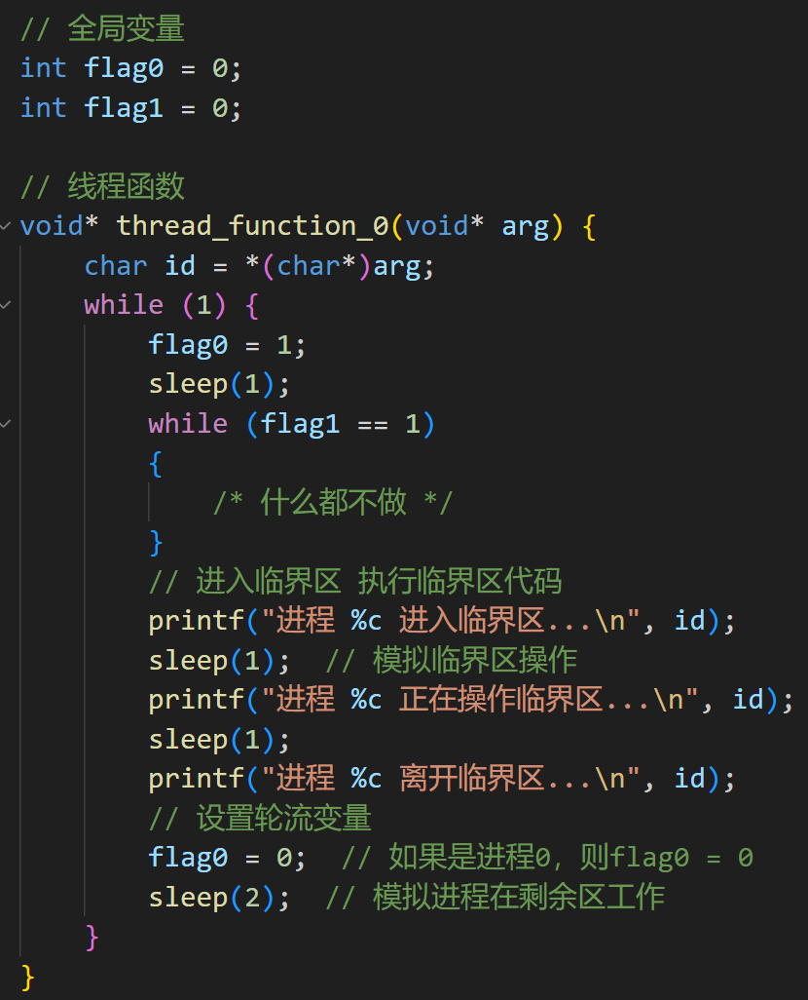 // 全局变量
int flag0 = 0;
int flag1 = 0;
// 线程函数
void* thread_function_0(void* arg) {
    char id = *(char*)arg;
    while (1) {
        flag0 = 1;
        sleep(1);
        while (flag1 == 1)
        {
            /* 什么都不做 */
        }
        // 进入临界区 执行临界区代码
        printf("进程 %c 进入临界区...\n", id);
        sleep(1);  // 模拟临界区操作
        printf("进程 %c 正在操作临界区...\n", id);
        sleep(1);
        printf("进程 %c 离开临界区...\n", id);
        // 设置轮流变量
        flag0 = 0;  // 如果是进程0, 则flag0 = 0
        sleep(2);  // 模拟进程在剩余区工作
    }
}